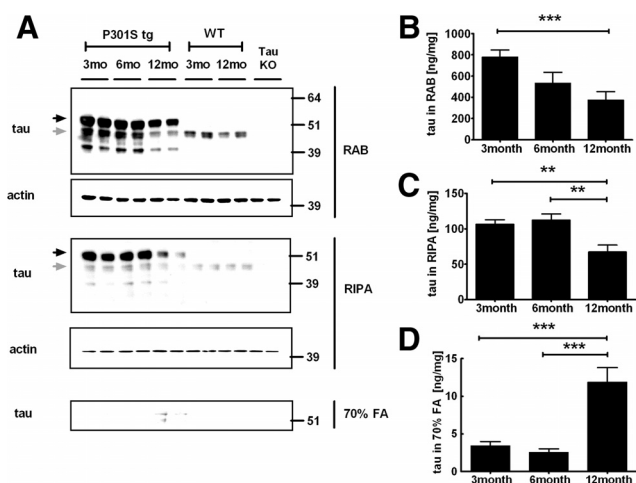 A
P301S tg
WT
Tau
KO
3mo 6mo 12mo 3mo 12mo
64
tau
51
39
RAB
actin
39
tau
51
39
RIPA
actin
39
tau
51
70% FA
B
***
tau in RAB [ng/mg]
1000
800
600
400
200
0
3month 6month 12month
C
**
**
tau in RIPA [ng/mg]
150
100
50
0
3month 6month 12month
D
***
***
tau in 70% FA [ng/mg]
15
10
5
0
3month 6month 12month